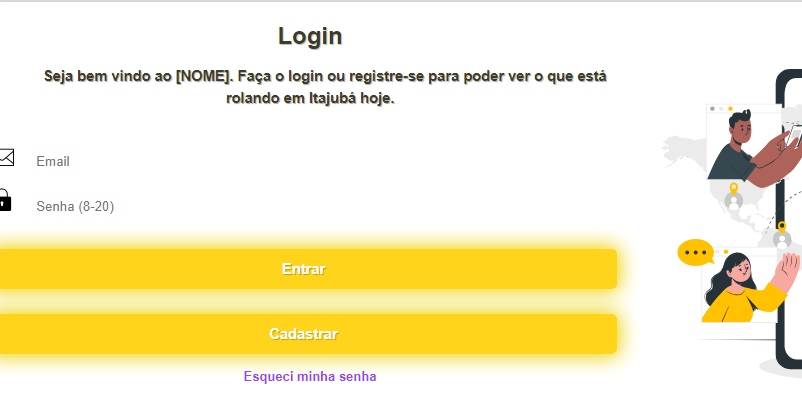 Login
Seja bem vindo ao [NOME]. Faça o login ou registre-se para poder ver o que está
rolando em Itajubá hoje.
Email
Senha (8-20)
Entrar
Cadastrar
Esqueci minha senha